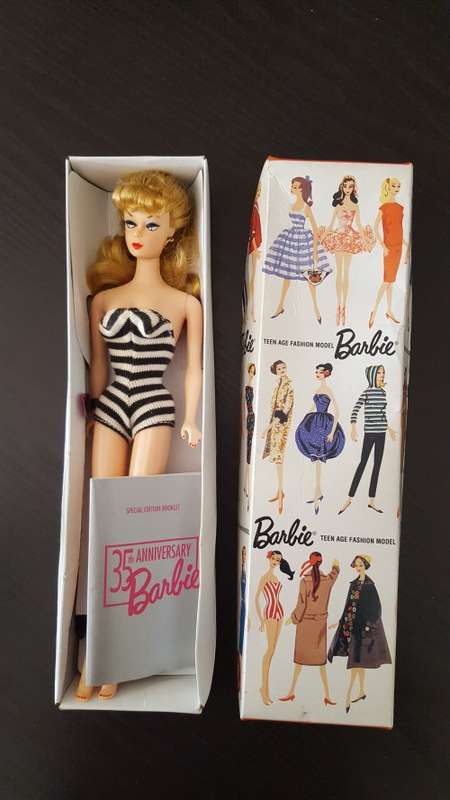 SPECIAL EDITION BOOKLET
35th ANNIVERSARY
Barbie
TEEN AGE FASHION MODEL Barbie®
Barbie® TEEN AGE FASHION MODEL